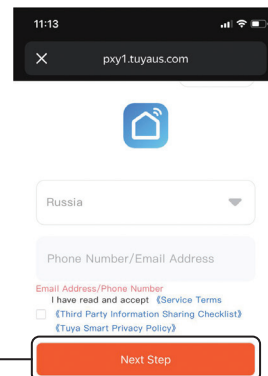 11:13
pxy1.tuyaus.com
Russia
Phone Number/Email Address
Email Address/Phone Number
I have read and accept 《Service Terms
《Third Party Information Sharing Checklist》
《Tuya Smart Privacy Policy》
Next Step